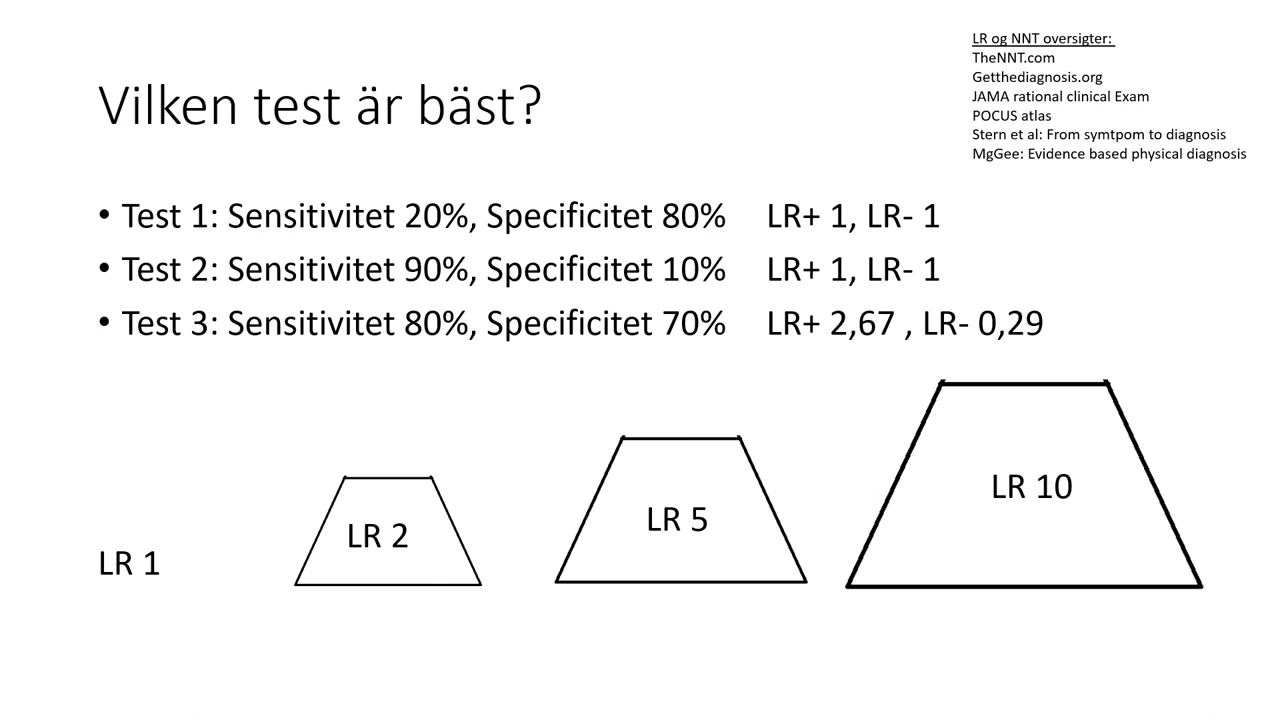 LR og NNT oversigter:
TheNNT.com
Getthediagnosis.org
JAMA rational clinical Exam
POCUS atlas
Stern et al: From symtpom to diagnosis
MgGee: Evidence based physical diagnosis
Vilken test är bäst?
• Test 1: Sensitivitet 20%, Specificitet 80% LR+ 1, LR- 1
• Test 2: Sensitivitet 90%, Specificitet 10% LR+ 1, LR- 1
• Test 3: Sensitivitet 80%, Specificitet 70% LR+ 2,67 , LR- 0,29
LR 1
LR 2
LR 5
LR 10